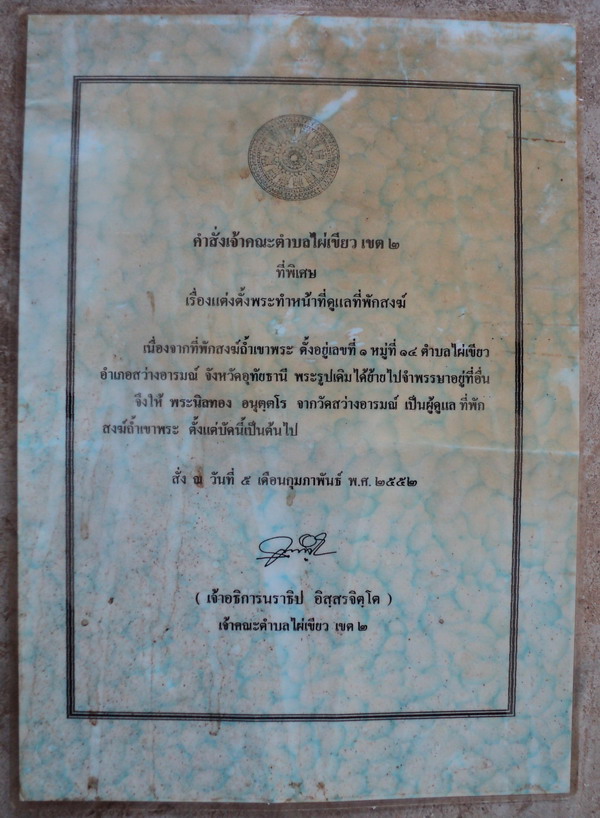 คำสั่งเจ้าคณะตำบลไผ่เขียว เขต ๒
ที่พิเศษ
เรื่องแต่งตั้งพระทำหน้าที่ดูแลที่พักสงฆ์
เนื่องจากที่พักสงฆ์ถ้ำเขาพระ ตั้งอยู่เลขที่ ๑ หมู่ที่ ๑๔ ตำบลไผ่เขียว
อำเภอสว่างอารมณ์ จังหวัดอุทัยธานี พระรูปเดิมได้ย้ายไปจำพรรษาอยู่ที่อื่น
จึงให้ พระนิลทอง อนุตฺตโร จากวัดสว่างอารมณ์ เป็นผู้ดูแล ที่พัก
สงฆ์ถ้ำเขาพระ ตั้งแต่บัดนี้เป็นต้นไป
สั่ง ณ วันที่ ๕ เดือนกุมภาพันธ์ พ.ศ. ๒๕๕๒
( เจ้าอธิการนราธิป อิสฺสรจิตฺโต )
เจ้าคณะตำบลไผ่เขียว เขต ๒